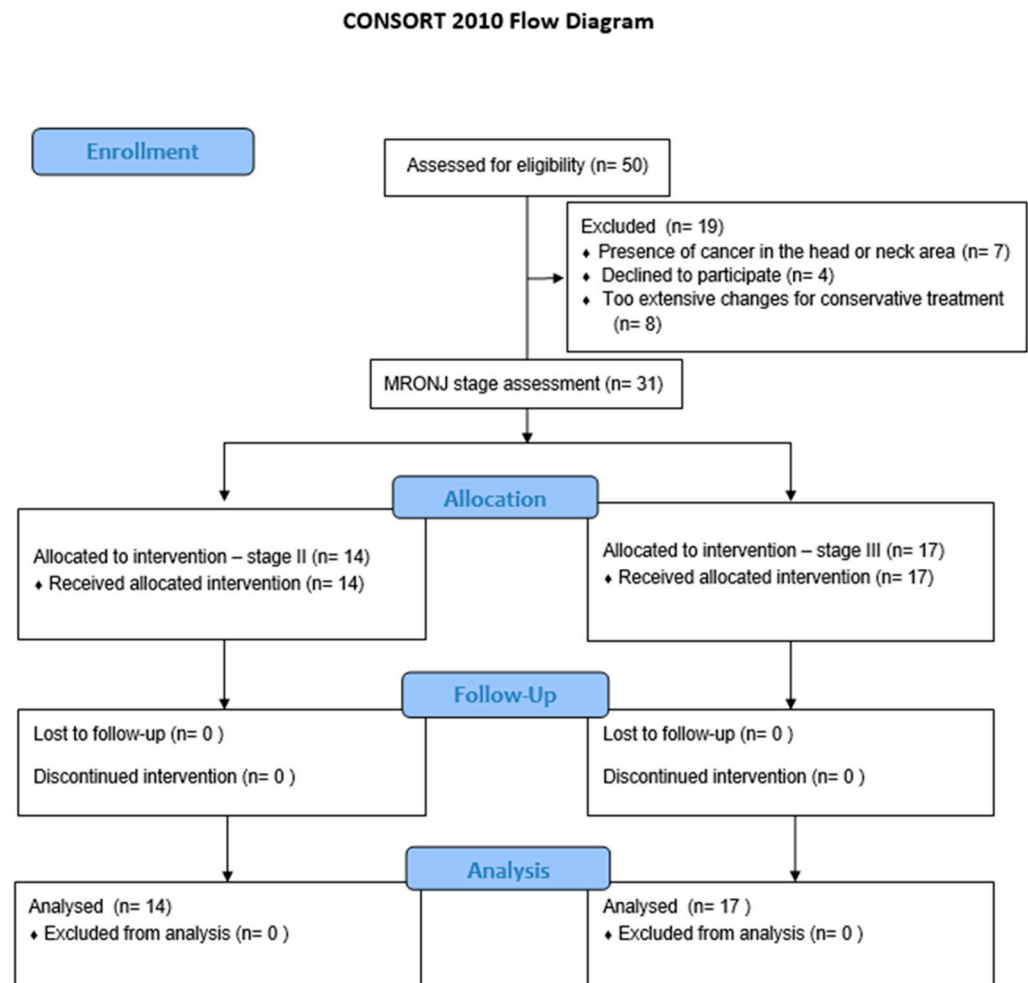 CONSORT 2010 Flow Diagram
Enrollment
Assessed for eligibility (n= 50)
Excluded (n= 19)
♦ Presence of cancer in the head or neck area (n= 7)
♦ Declined to participate (n= 4)
♦ Too extensive changes for conservative treatment
(n= 8)
MRONJ stage assessment (n= 31)
Allocation
Allocated to intervention – stage II (n= 14)
♦ Received allocated intervention (n= 14)
Allocated to intervention – stage III (n= 17)
♦ Received allocated intervention (n= 17)
Follow-Up
Lost to follow-up (n= 0 )
Discontinued intervention (n= 0 )
Lost to follow-up (n= 0 )
Discontinued intervention (n= 0 )
Analysis
Analysed (n= 14)
♦ Excluded from analysis (n= 0 )
Analysed (n= 17 )
♦ Excluded from analysis (n= 0 )